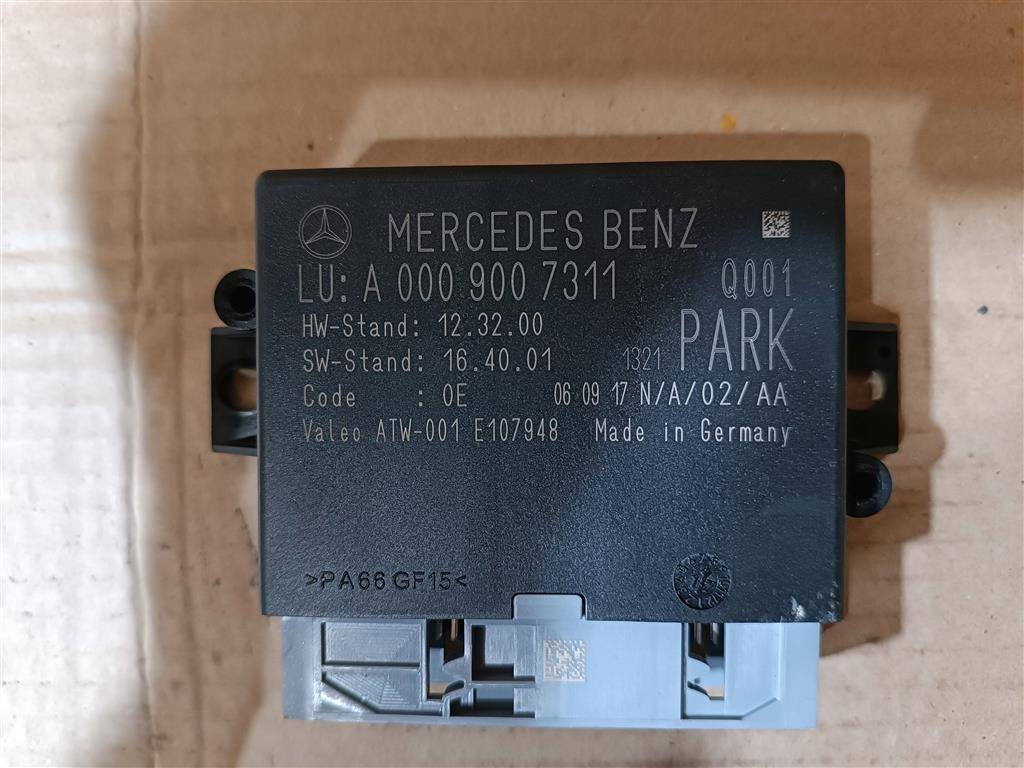 MERCEDES BENZ
LU: A 000 900 7311 Q001
HW-Stand: 12.32.00
SW-Stand: 16.40.01 1321 PARK
Code : 0E 06 09 17 N/A/02/AA
Valeo ATW-001 E107948 Made in Germany
>PA66 GF15<